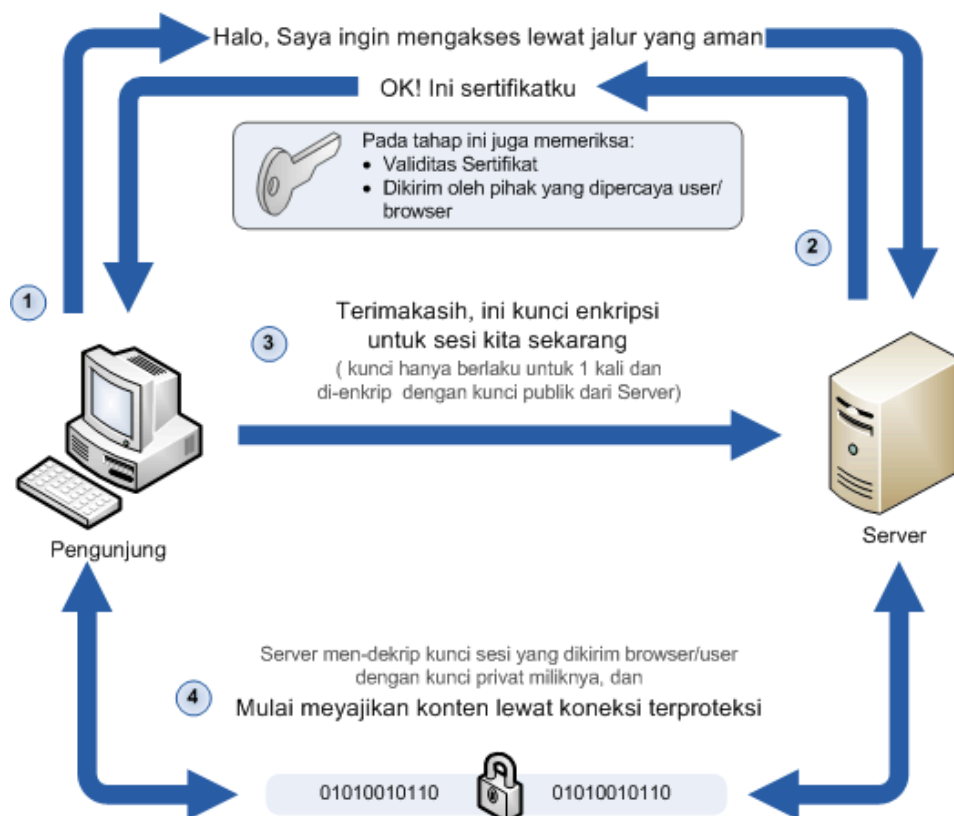 Halo, Saya ingin mengakses lewat jalur yang aman
OK! Ini sertifikatku
Pada tahap ini juga memeriksa:
• Validitas Sertifikat
• Dikirim oleh pihak yang dipercaya user/
browser
1
2
3
Terimakasih, ini kunci enkripsi
untuk sesi kita sekarang
( kunci hanya berlaku untuk 1 kali dan
di-enkrip dengan kunci publik dari Server)
Pengunjung
Server
4
Server men-dekrip kunci sesi yang dikirim browser/user
dengan kunci privat miliknya, dan
Mulai meyajikan konten lewat koneksi terproteksi
01010010110
01010010110